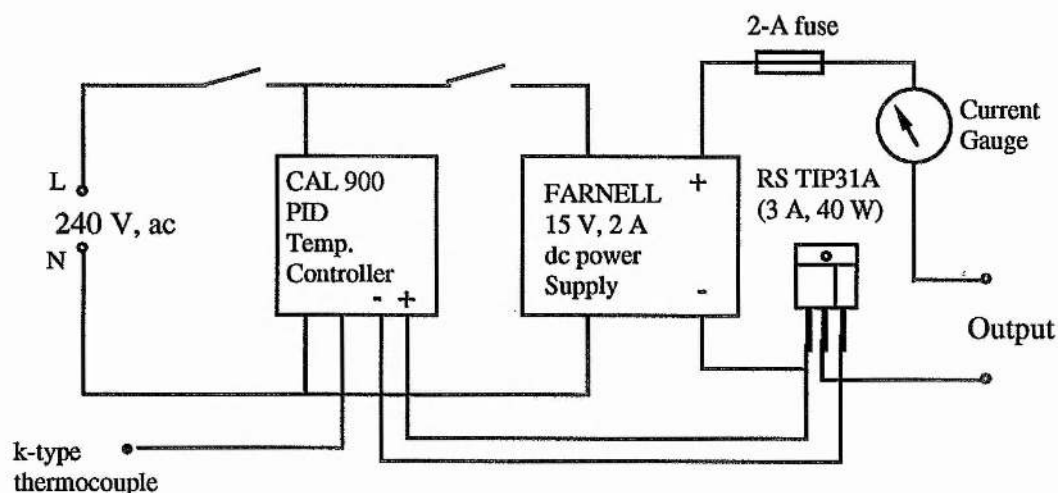 2-A fuse
Current
Gauge
L
240 V, ac
N
CAL 900
PID
Temp.
Controller
- +
FARNELL
15 V, 2 A
dc power
Supply
+
-
RS TIP31A
(3 A, 40 W)
Output
k-type
thermocouple